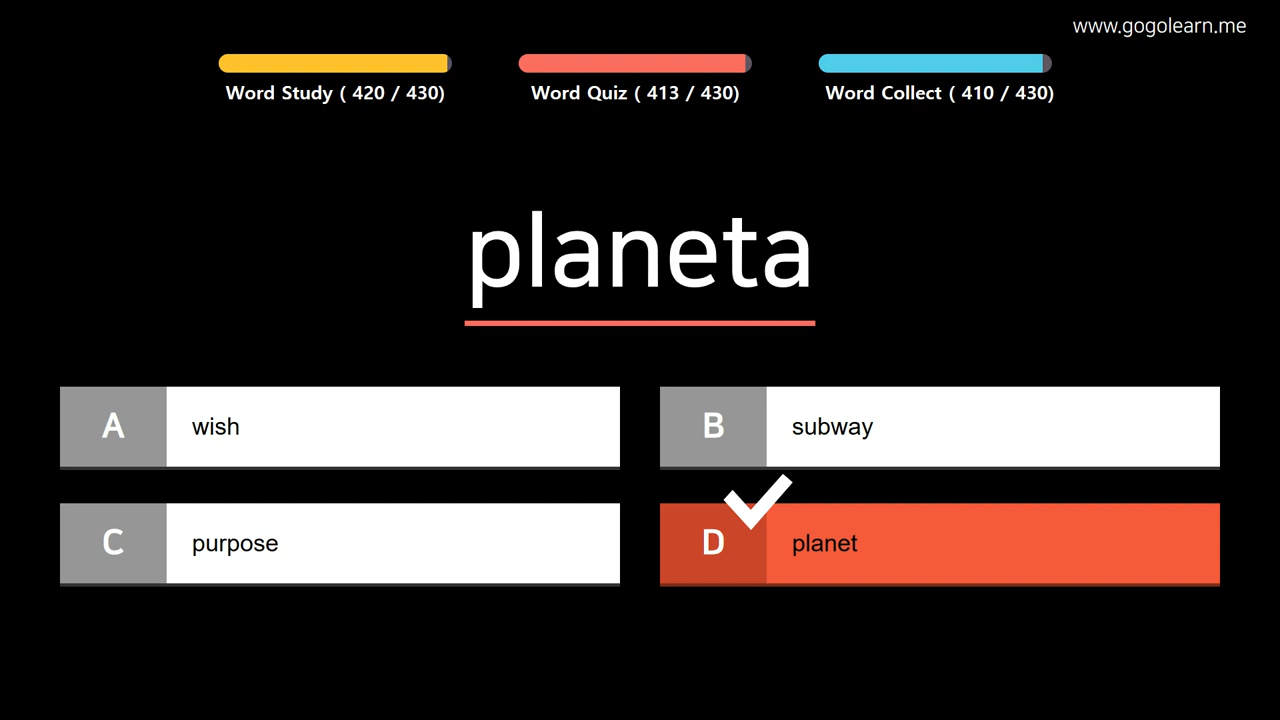 www.gogolearn.me
Word Study ( 420 / 430)
Word Quiz ( 413 / 430)
Word Collect ( 410 / 430)
planeta
A wish
B subway
C purpose
D planet